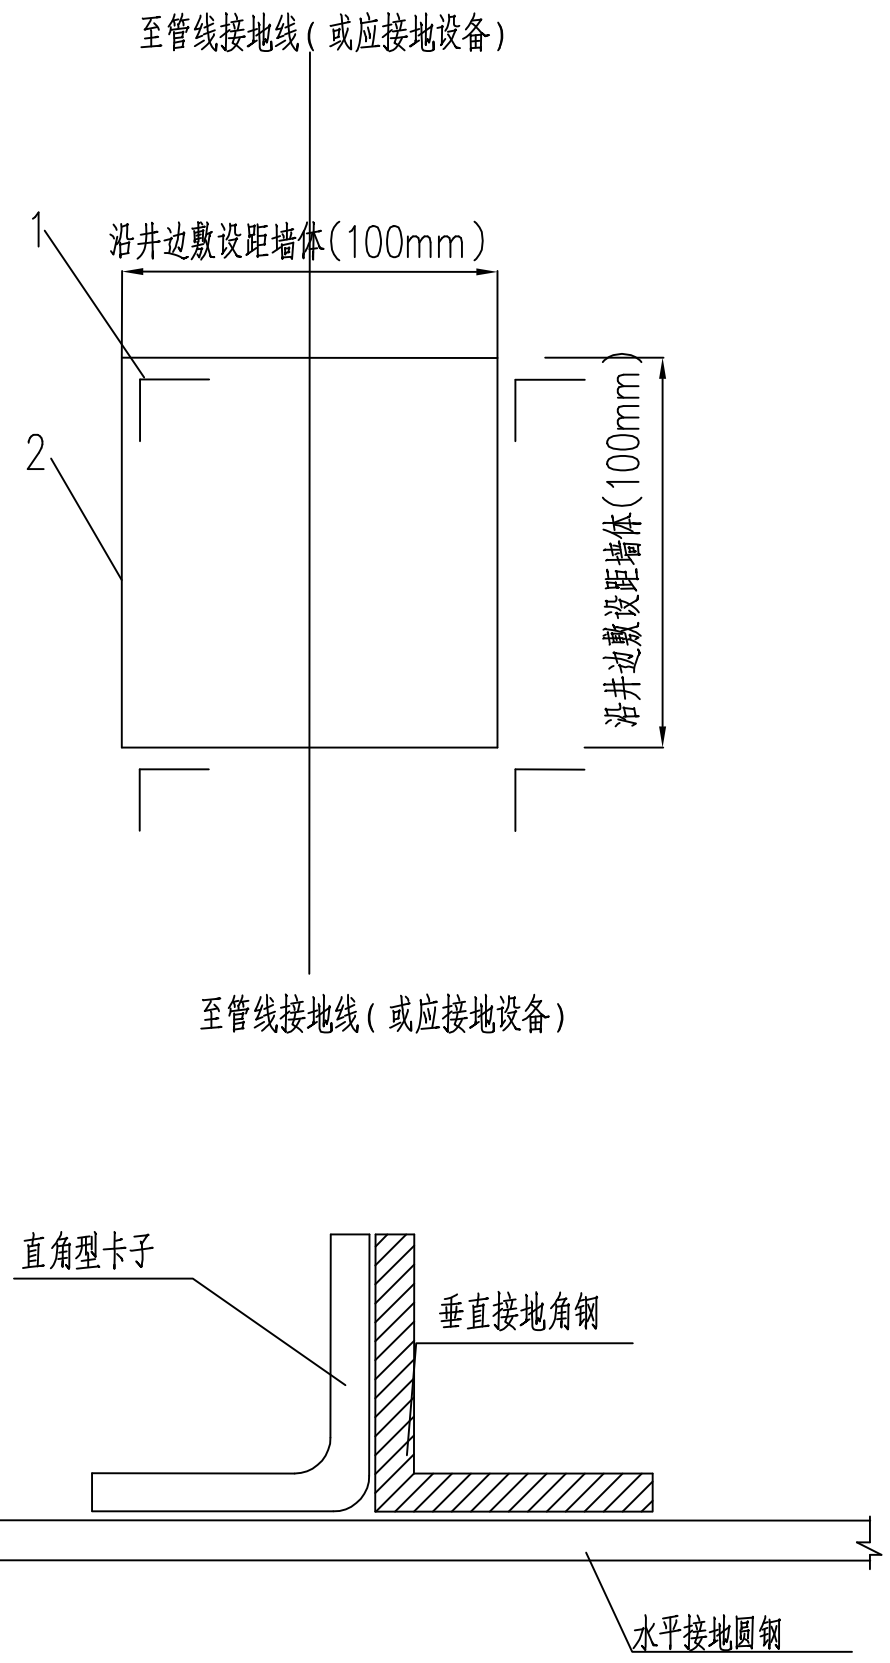 至管线接地线(或应接地设备)
1
沿井边敷设距墙体(100mm)
2
沿井边敷设距墙体(100mm)
至管线接地线(或应接地设备)
直角型卡子
垂直接地角钢
水平接地圆钢